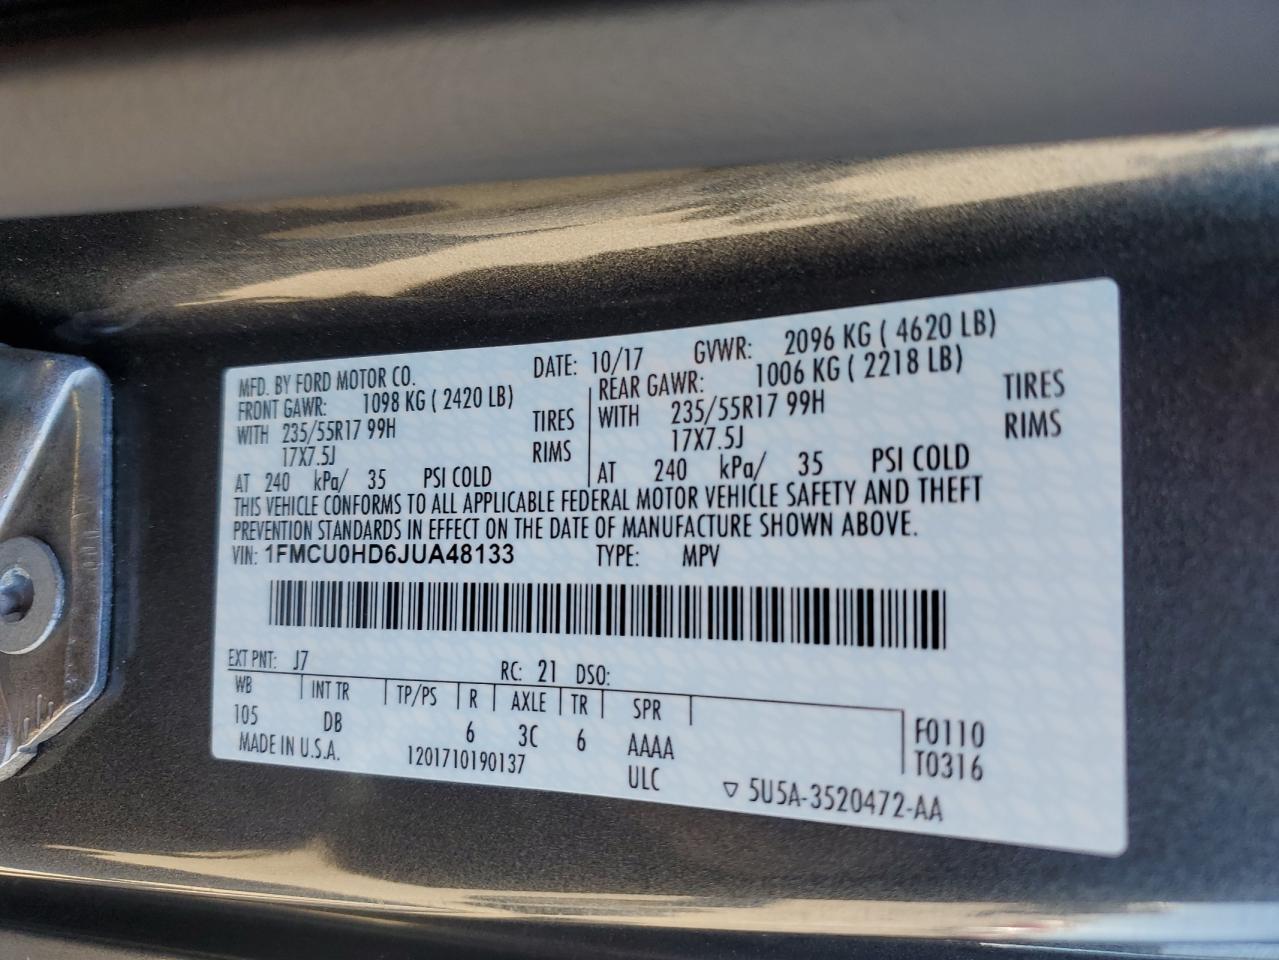 MFD. BY FORD MOTOR CO. DATE: 10/17 GVWR: 2096 KG ( 4620 LB)
FRONT GAWR: 1098 KG ( 2420 LB) REAR GAWR: 1006 KG ( 2218 LB)
WITH 235/55R17 99H TIRES WITH 235/55R17 99H TIRES
17X7.5J RIMS 17X7.5J RIMS
AT 240 kPa/ 35 PSI COLD AT 240 kPa/ 35 PSI COLD
THIS VEHICLE CONFORMS TO ALL APPLICABLE FEDERAL MOTOR VEHICLE SAFETY AND THEFT
PREVENTION STANDARDS IN EFFECT ON THE DATE OF MANUFACTURE SHOWN ABOVE.
VIN: 1FMCU0HD6JUA48133 TYPE: MPV
EXT PNT: J7 RC: 21 DSO:
WB INT TR TP/PS R AXLE TR SPR
105 DB 6 3C 6 AAAA F0110
MADE IN U.S.A. 1201710190137 ULC T0316
▽ 5U5A-3520472-AA